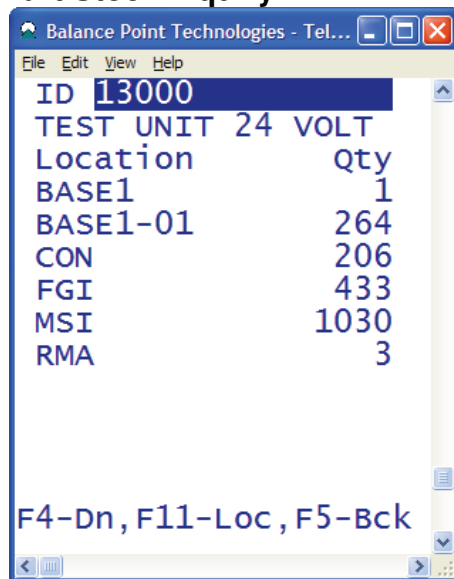 Balance Point Technologies - Tel...
File Edit View Help
ID 13000
TEST UNIT 24 VOLT
Location Qty
BASE1 1
BASE1-01 264
CON 206
FGI 433
MSI 1030
RMA 3
F4-Dn,F11-Loc,F5-Bck